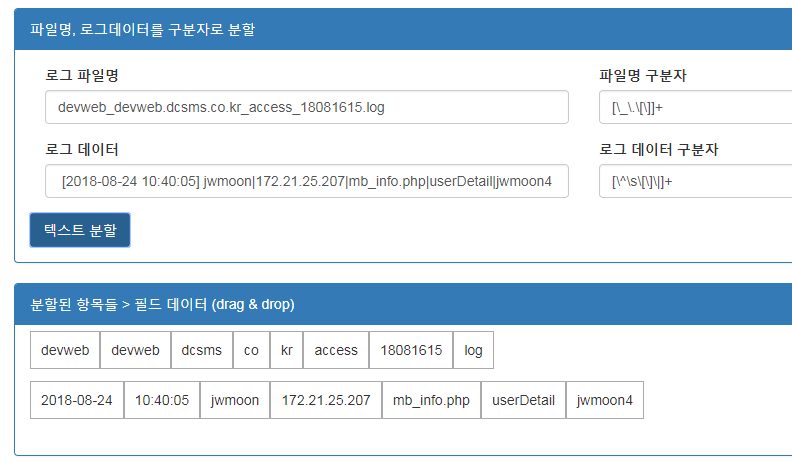 파일명, 로그데이터를 구분자로 분할
로그 파일명 파일명 구분자
devweb_devweb.dcsms.co.kr_access_18081615.log [\_\.\[\]]+
로그 데이터 로그 데이터 구분자
[2018-08-24 10:40:05] jwmoon|172.21.25.207|mb_info.php|userDetail|jwmoon4 [\^\s\[\]\|]+
텍스트 분할
분할된 항목들 > 필드 데이터 (drag & drop)
devweb devweb dcsms co kr access 18081615 log
2018-08-24 10:40:05 jwmoon 172.21.25.207 mb_info.php userDetail jwmoon4